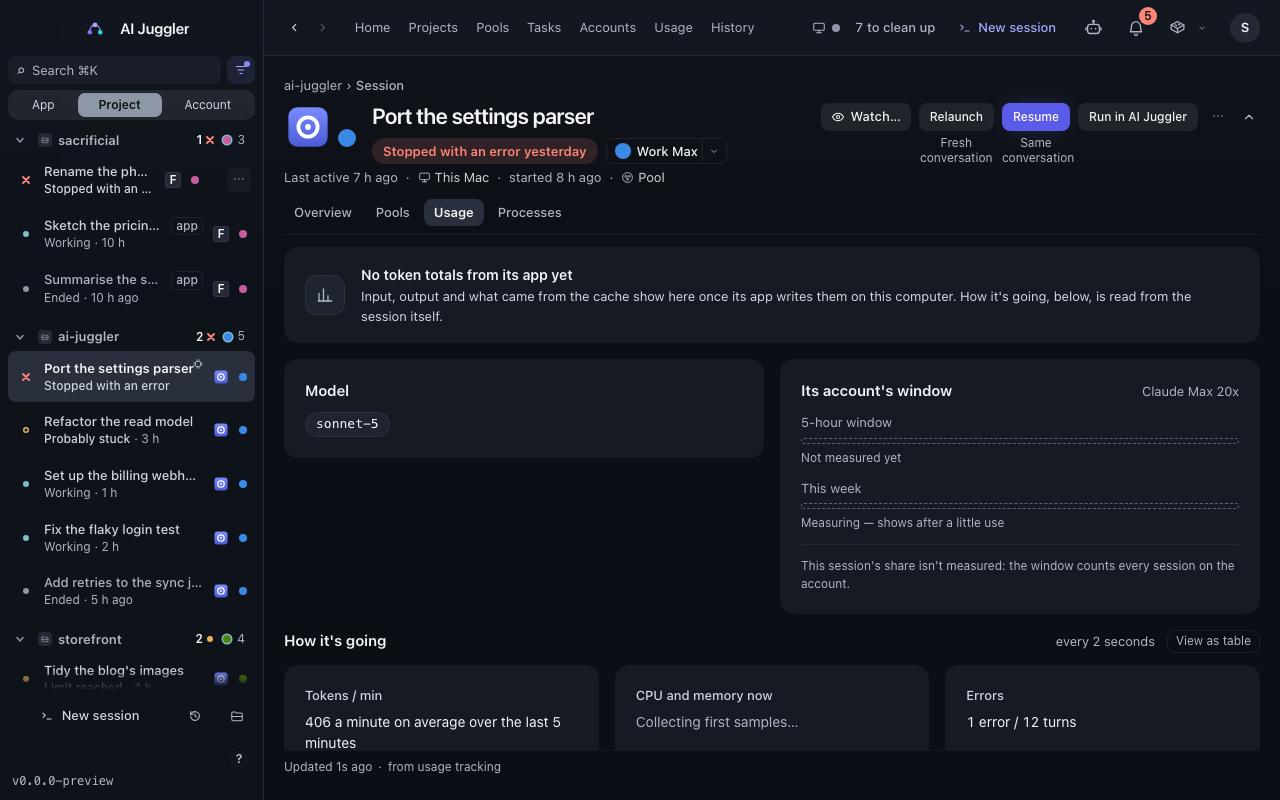 AI Juggler
Search ⌘K
App Project Account
sacrificial 1 3
Rename the ph... F
Stopped with an ...
Sketch the pricin... app F
Working · 10 h
Summarise the s... app F
Ended · 10 h ago
ai-juggler 2 5
Port the settings parser
Stopped with an error
Refactor the read model
Probably stuck · 3 h
Set up the billing webh...
Working · 1 h
Fix the flaky login test
Working · 2 h
Add retries to the sync j...
Ended · 5 h ago
storefront 2 4
Tidy the blog's images
Limit reached · 4 h
New session
?
v0.0.0-preview
Home Projects Pools Tasks Accounts Usage History
7 to clean up
New session
5
S
ai-juggler › Session
Port the settings parser
Stopped with an error yesterday
Work Max
Watch...
Relaunch
Fresh
conversation
Resume
Same
conversation
Run in AI Juggler
Last active 7 h ago · This Mac · started 8 h ago · Pool
Overview Pools Usage Processes
No token totals from its app yet
Input, output and what came from the cache show here once its app writes them on this computer. How it's going, below, is read from the
session itself.
Model
sonnet-5
Its account's window Claude Max 20x
5-hour window
Not measured yet
This week
Measuring — shows after a little use
This session's share isn't measured: the window counts every session on the
account.
How it's going every 2 seconds View as table
Tokens / min
406 a minute on average over the last 5
minutes
CPU and memory now
Collecting first samples...
Errors
1 error / 12 turns
Updated 1s ago · from usage tracking